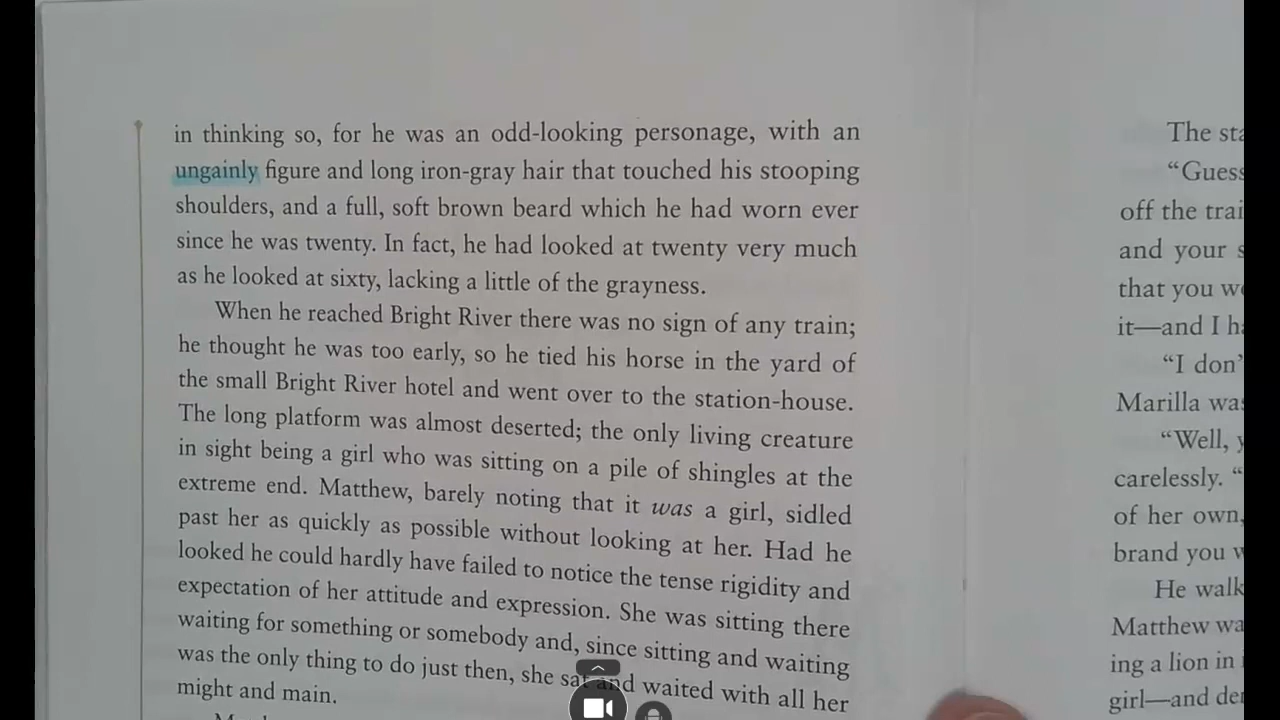 in thinking so, for he was an odd-looking personage, with an
ungainly figure and long iron-gray hair that touched his stooping
shoulders, and a full, soft brown beard which he had worn ever
since he was twenty. In fact, he had looked at twenty very much
as he looked at sixty, lacking a little of the grayness.
When he reached Bright River there was no sign of any train;
he thought he was too early, so he tied his horse in the yard of
the small Bright River hotel and went over to the station-house.
The long platform was almost deserted; the only living creature
in sight being a girl who was sitting on a pile of shingles at the
extreme end. Matthew, barely noting that it was a girl, sidled
past her as quickly as possible without looking at her. Had he
looked he could hardly have failed to notice the tense rigidity and
expectation of her attitude and expression. She was sitting there
waiting for something or somebody and, since sitting and waiting
was the only thing to do just then, she sat and waited with all her
might and main.
The
“Guess
off the
and your
that you
it—and I
“I
Marilla
“Well,
carelessly. “
of her own,
brand you
He
Matthew
ing a lion in
girl—and